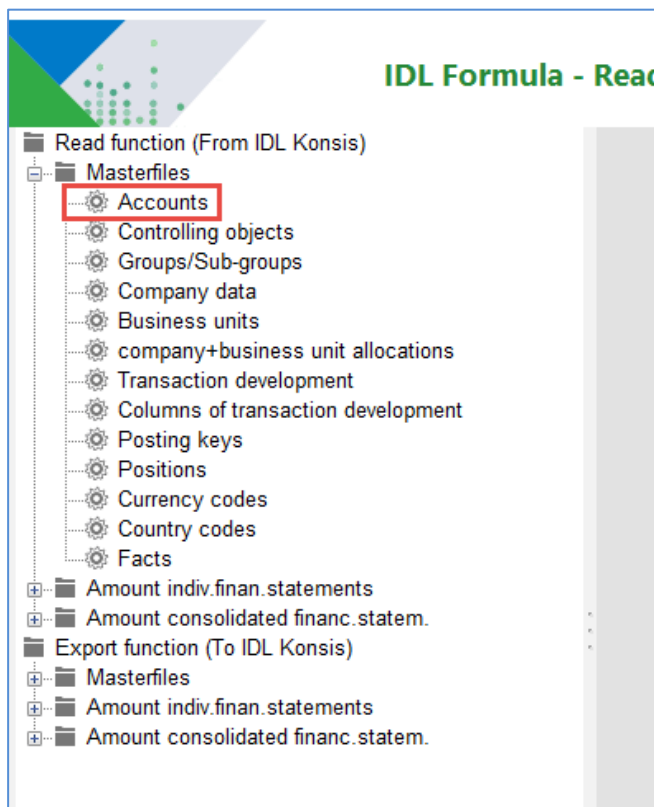 IDL Formula - Read
Read function (From IDL Konsis)
Masterfiles
Accounts
Controlling objects
Groups/Sub-groups
Company data
Business units
company+business unit allocations
Transaction development
Columns of transaction development
Posting keys
Positions
Currency codes
Country codes
Facts
Amount indiv.finan.statements
Amount consolidated financ.statem.
Export function (To IDL Konsis)
Masterfiles
Amount indiv.finan.statements
Amount consolidated financ.statem.